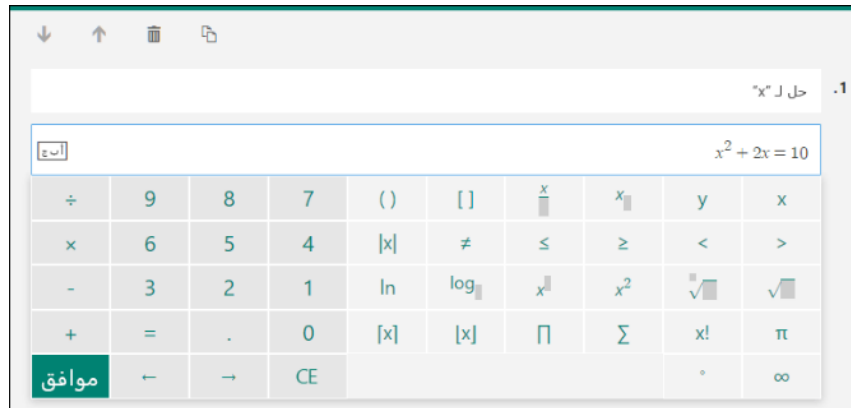 1. حل لـ "x"
x² + 2x = 10
أ ب ج
÷ 9 8 7 ( ) [ ] x/□ x□ y x
× 6 5 4 |x| ≠ ≤ ≥ < >
- 3 2 1 ln log□ x^□ x² □√□ √□
+ = . 0 ⌈x⌉ ⌊x⌋ ∏ ∑ x! π
موافق ← → CE ° ∞